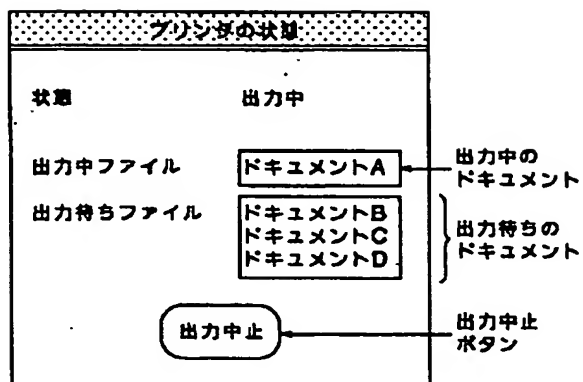 プリンタの状態
状態 出力中
出力中ファイル ドキュメントA
出力中の
ドキュメント
出力待ちファイル ドキュメントB
ドキュメントC
ドキュメントD
出力待ちの
ドキュメント
出力中止
出力中止
ボタン